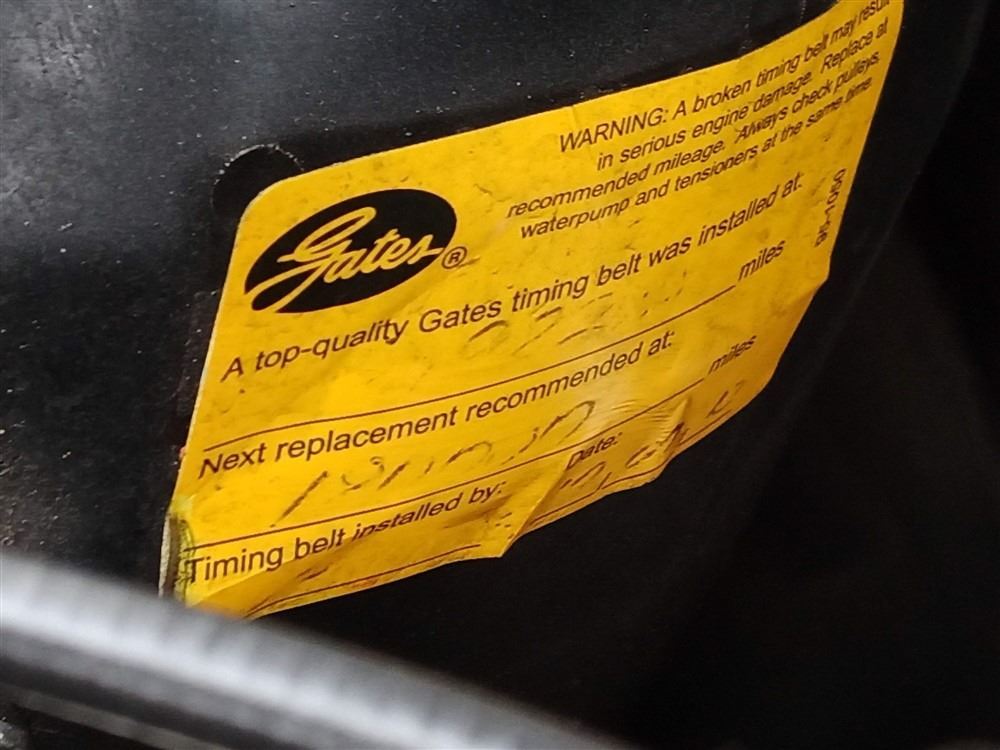 WARNING: A broken timing belt may result
in serious engine damage. Replace at
recommended mileage. Always check pulleys,
waterpump and tensioners at the same time.
Gates®
A top-quality Gates timing belt was installed at:
miles
Next replacement recommended at:
miles
Timing belt installed by:
Date: